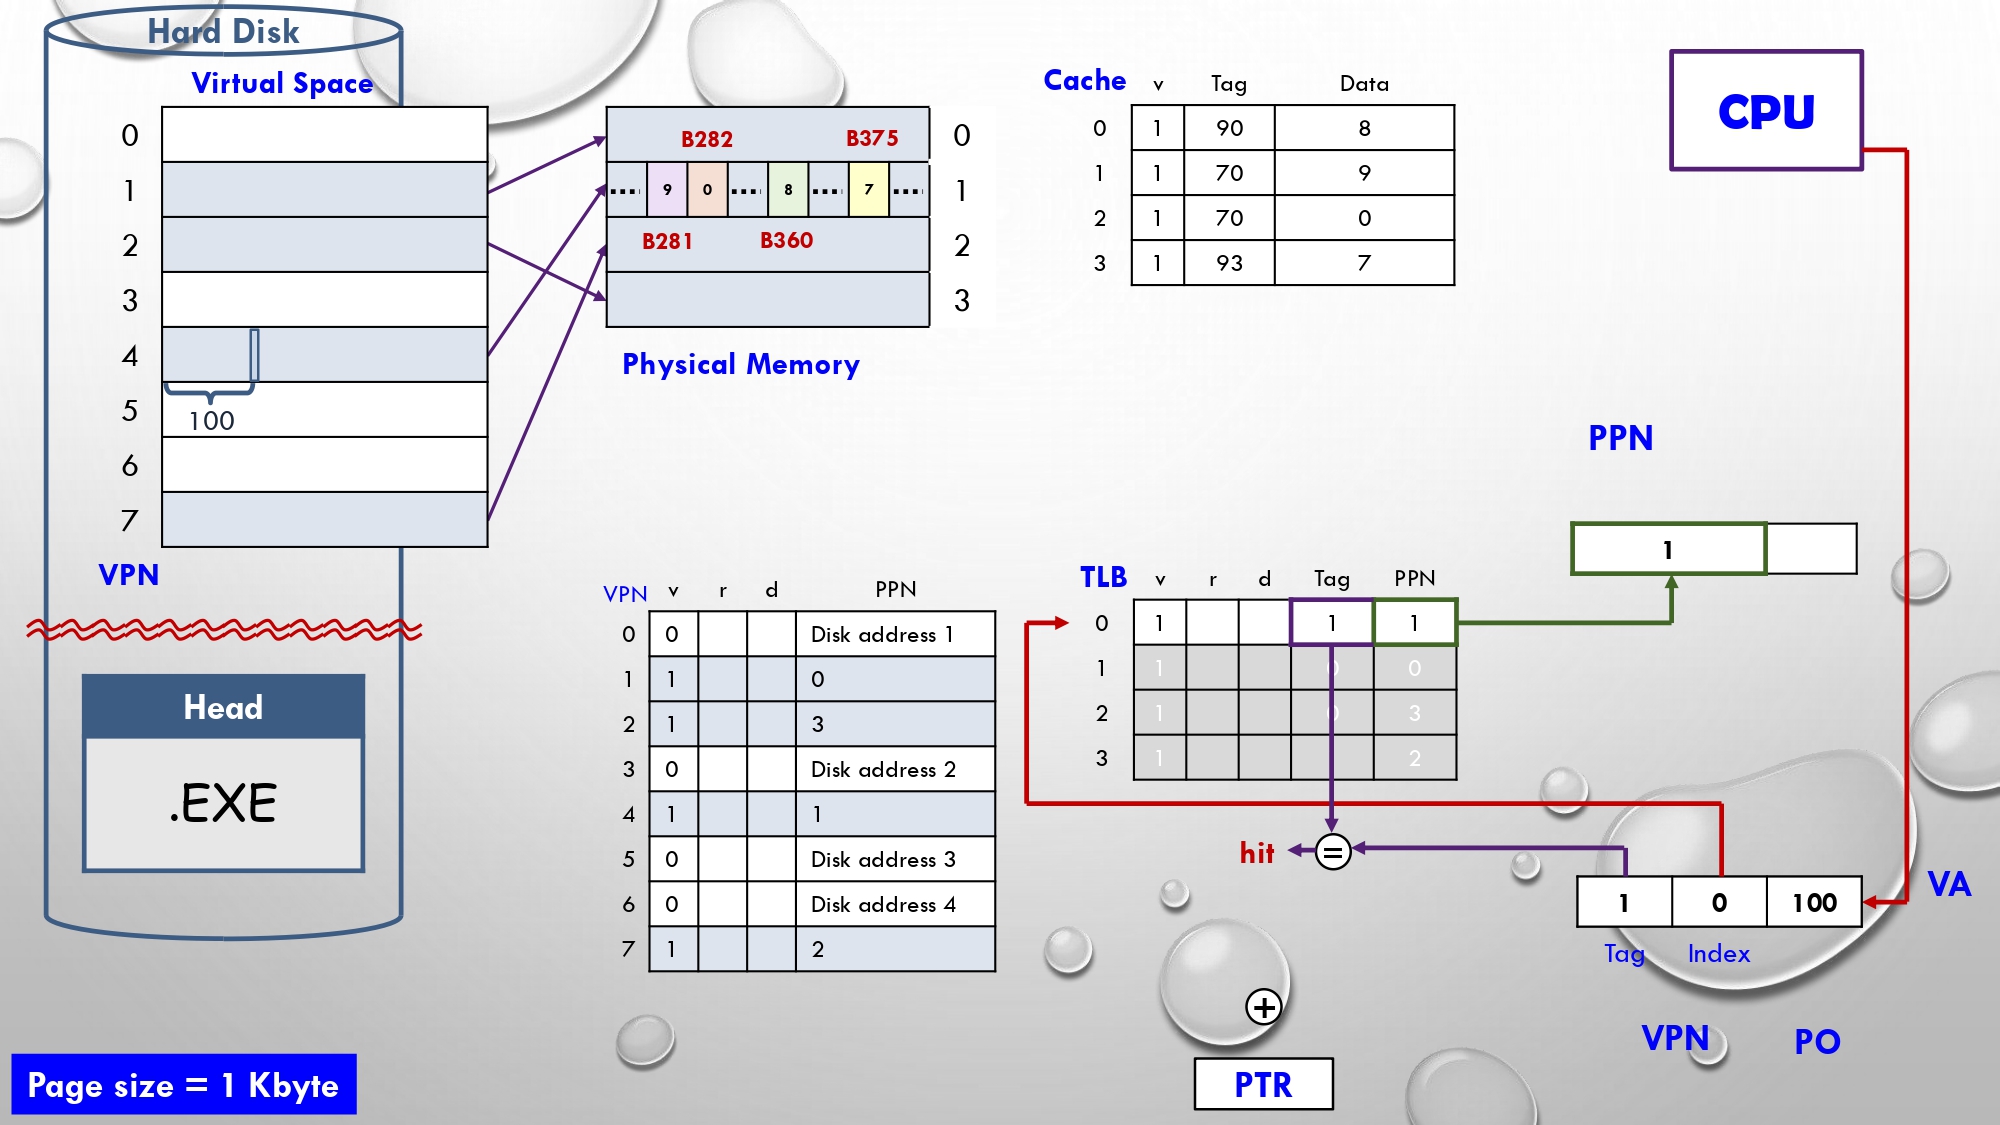 Hard Disk
Virtual Space
0
1
2
3
4
100
5
6
7
VPN
Head
.EXE
Page size = 1 Kbyte
B282 B375 0
.... 9 0 .... 8 .... 7 .... 1
B281 B360 2
3
Physical Memory
Cache v Tag Data
0 1 90 8
1 1 70 9
2 1 70 0
3 1 93 7
CPU
PPN
1
VPN v r d PPN
0 0 Disk address 1
1 1 0
2 1 3
3 0 Disk address 2
4 1 1
5 0 Disk address 3
6 0 Disk address 4
7 1 2
TLB v r d Tag PPN
0 1 1 1
1 1 0 0
2 1 0 3
3 1 2
hit =
1 0 100
VA
Tag Index
VPN PO
+
PTR